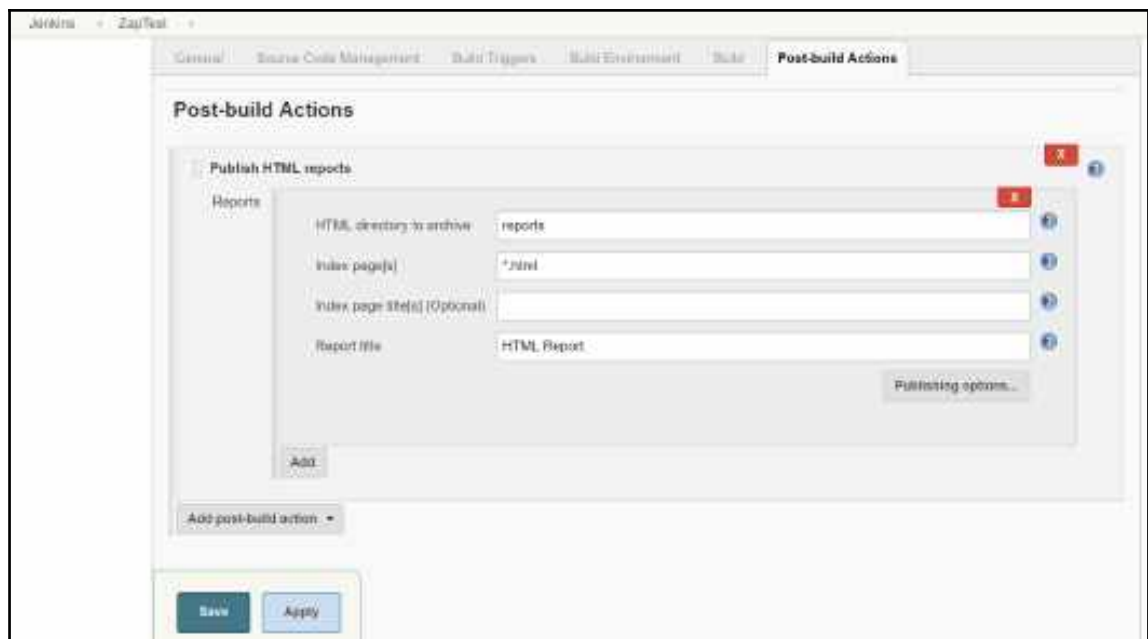 Jenkins ZapTest
General Source Code Management Build Triggers Build Environment Build Post-build Actions
Post-build Actions
X
Publish HTML reports
Reports
X
HTML directory to archive reports
Index page[s] *.html
Index page title[s] (Optional)
Report title HTML Report
Publishing options...
Add
Add post-build action
Save Apply